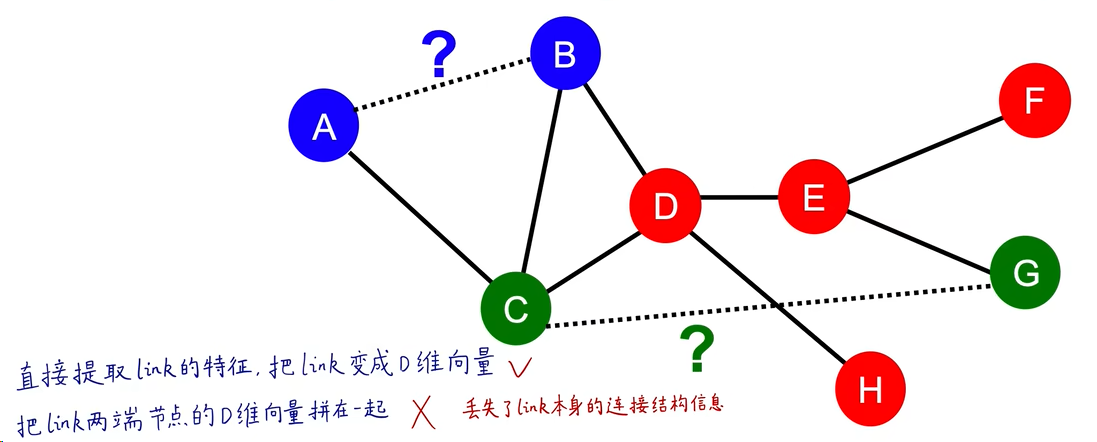 ?
B
A
F
D
E
G
C
?
H
直接提取link的特征,把link变成D维向量 ✓
把link两端节点的D维向量拼在一起 ╳ 丢失了link本身的连接结构信息